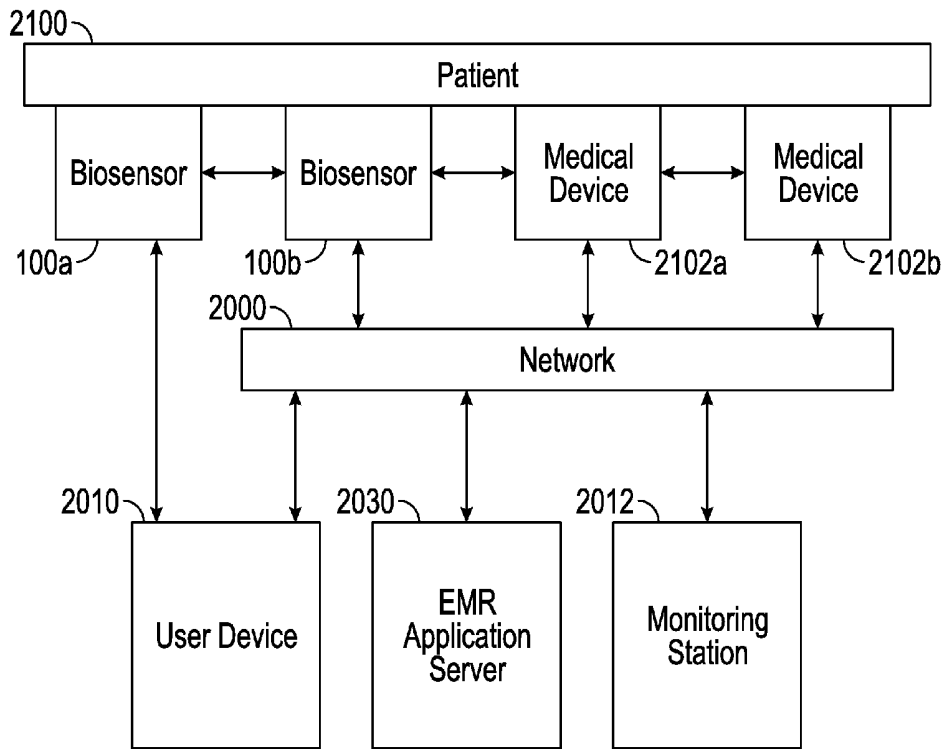 2100
Patient
Biosensor
Biosensor
Medical
Device
Medical
Device
100a
100b
2102a
2102b
2000
Network
2010
2030
2012
User Device
EMR
Application
Server
Monitoring
Station